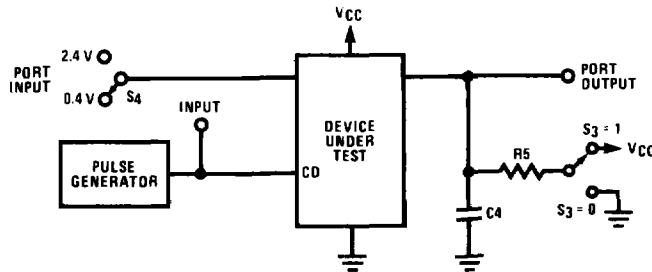 VCC
2.4 V
PORT
INPUT
0.4 V
S4
INPUT
PULSE
GENERATOR
CD
DEVICE
UNDER
TEST
PORT
OUTPUT
S3 = 1
VCC
R5
C4
S3 = 0